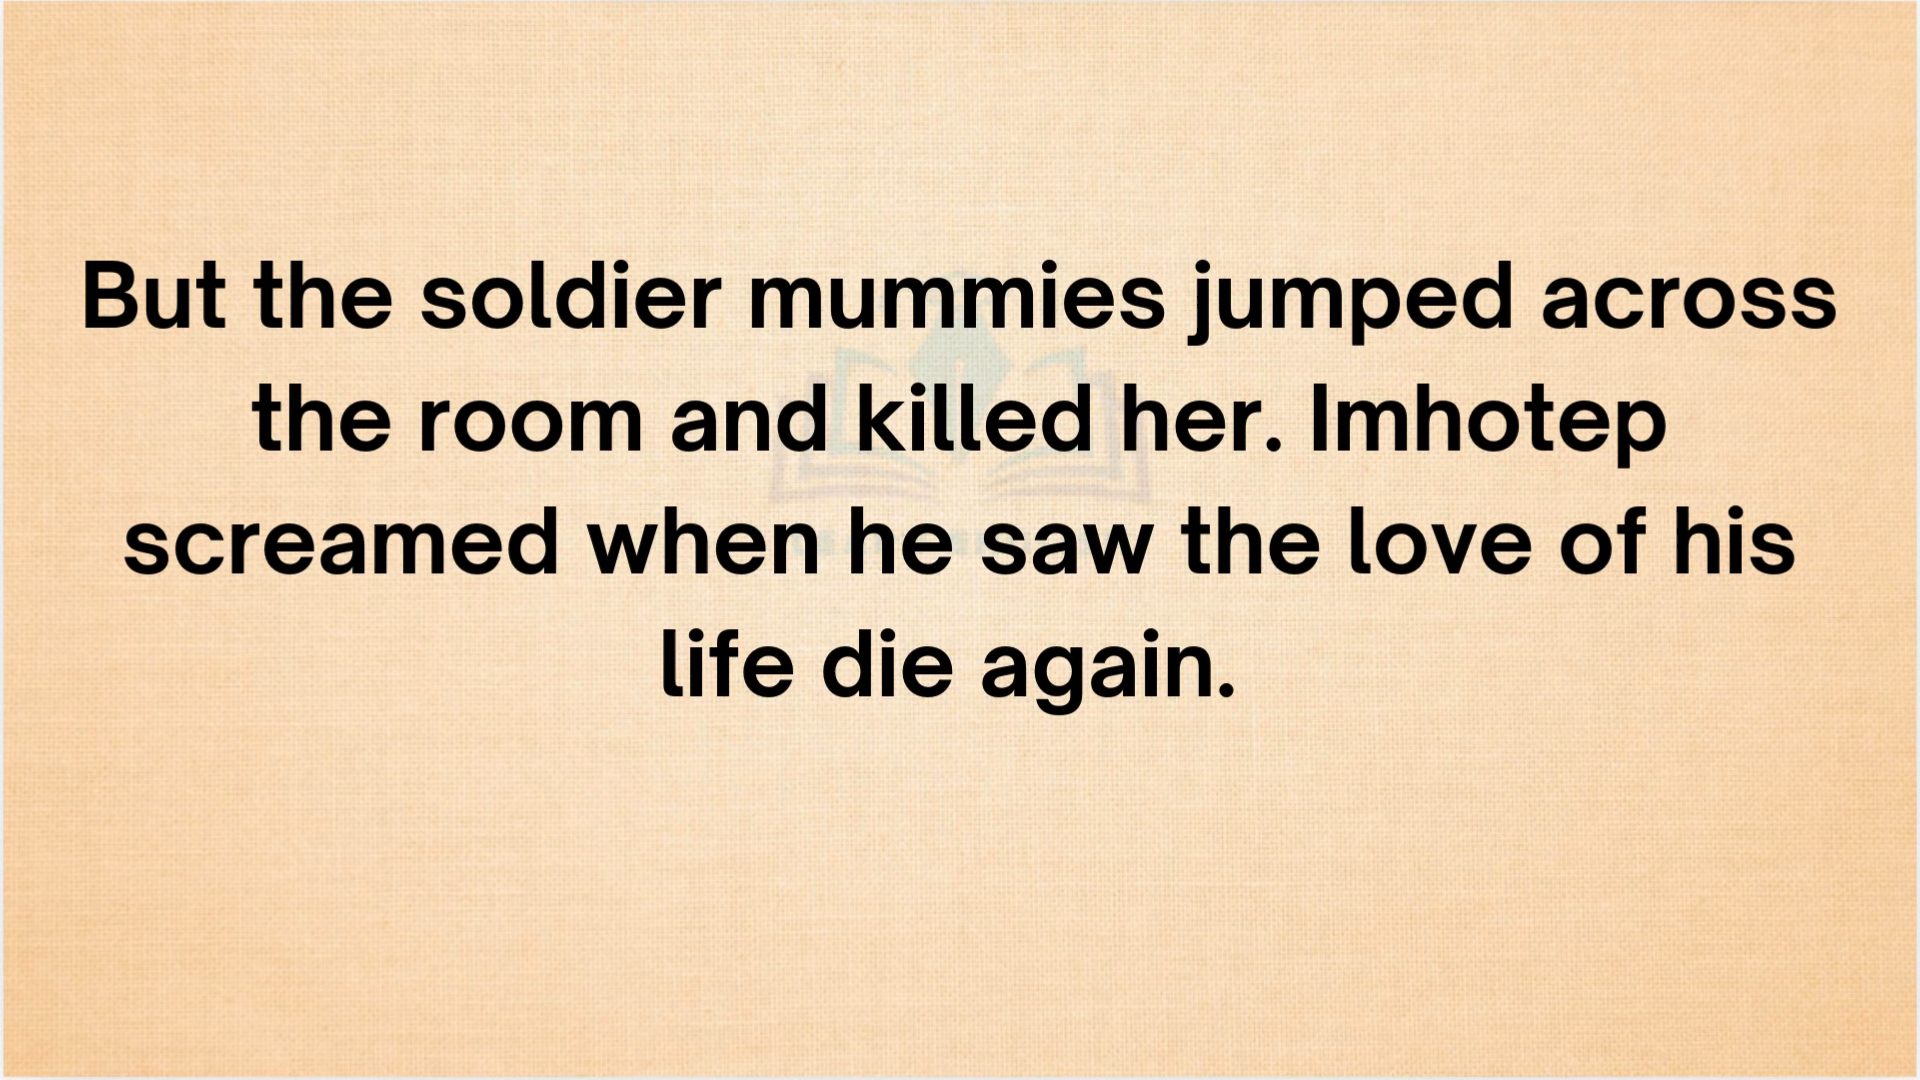 But the soldier mummies jumped across
the room and killed her. Imhotep
screamed when he saw the love of his
life die again.